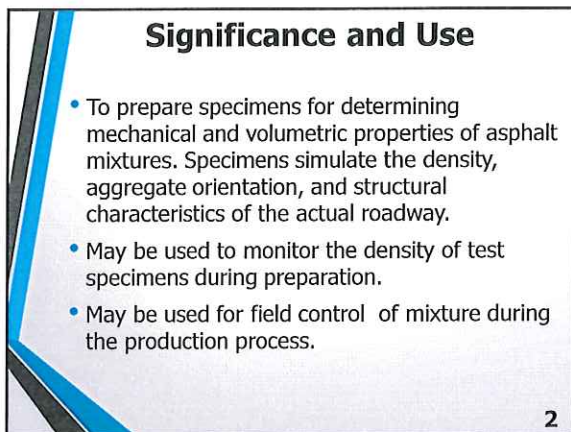 Significance and Use
• To prepare specimens for determining
mechanical and volumetric properties of asphalt
mixtures. Specimens simulate the density,
aggregate orientation, and structural
characteristics of the actual roadway.
• May be used to monitor the density of test
specimens during preparation.
• May be used for field control of mixture during
the production process.
2